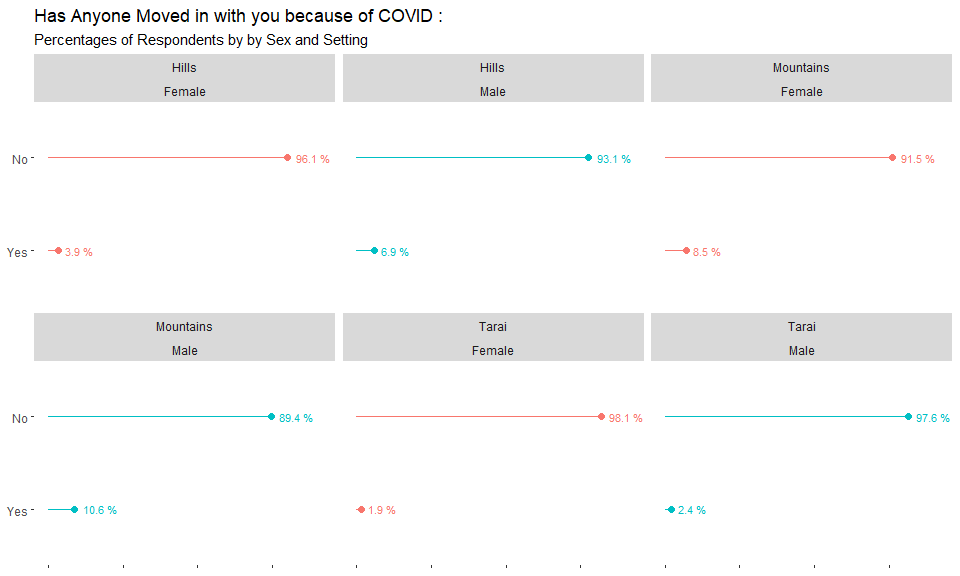 Has Anyone Moved in with you because of COVID :
Percentages of Respondents by by Sex and Setting
Hills
Female
Hills
Male
Mountains
Female
No
96.1 %
93.1 %
91.5 %
Yes
3.9 %
6.9 %
8.5 %
Mountains
Male
Tarai
Female
Tarai
Male
No
89.4 %
98.1 %
97.6 %
Yes
10.6 %
1.9 %
2.4 %